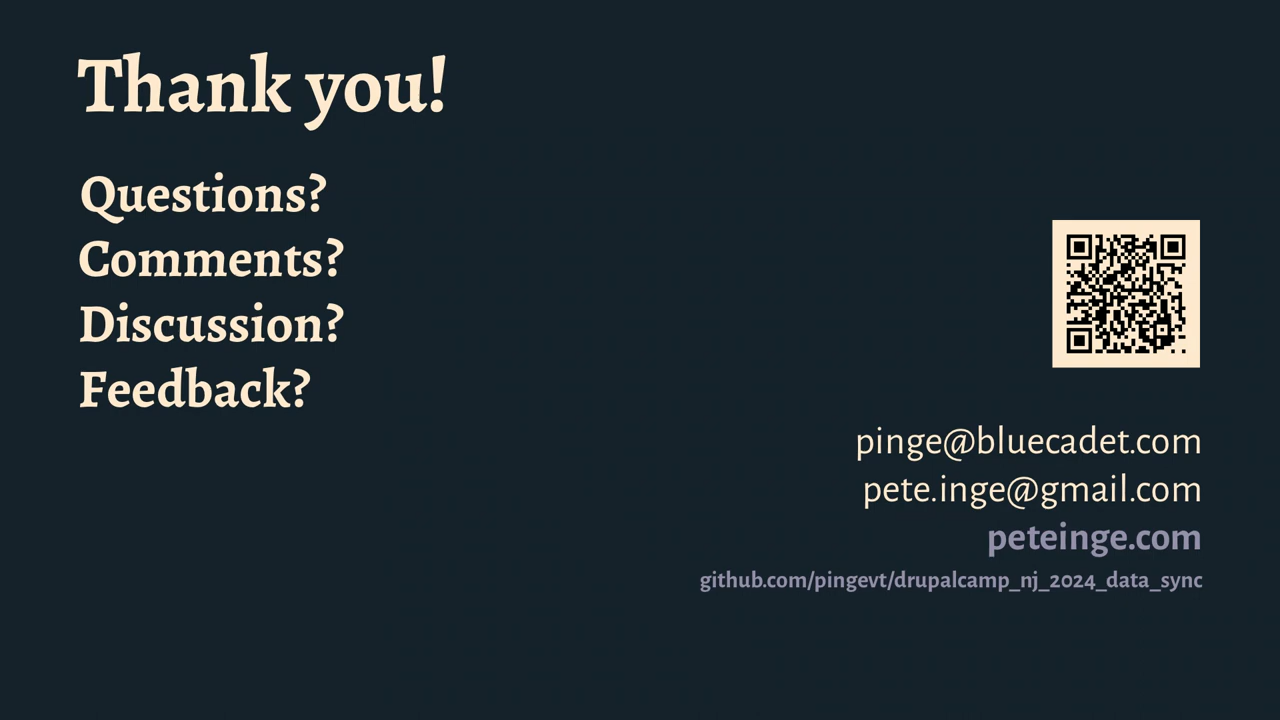 Thank you!
Questions?
Comments?
Discussion?
Feedback?
pinge@bluecadet.com
pete.inge@gmail.com
peteinge.com
github.com/pingevt/drupalcamp_nj_2024_data_sync